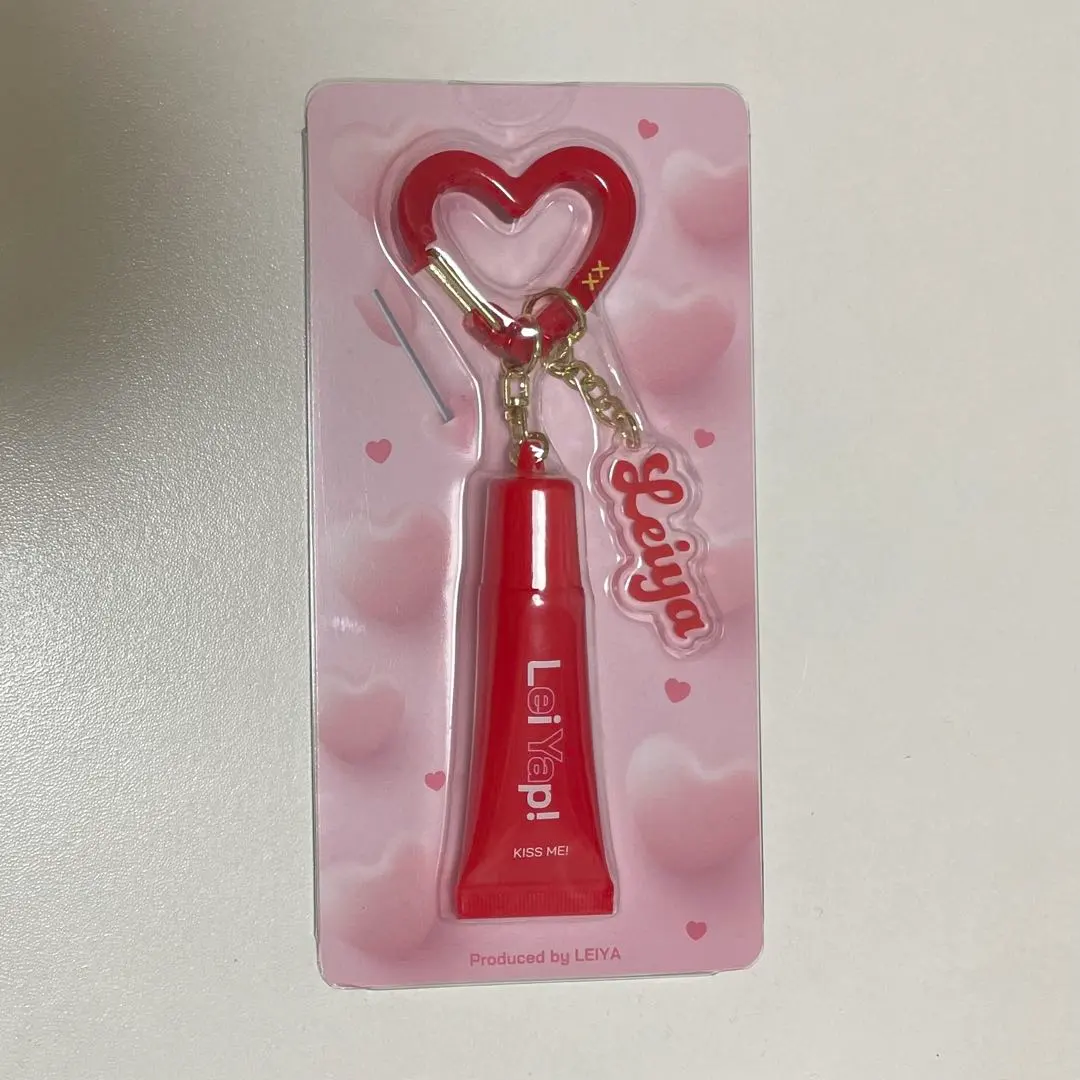 ××
Leiya
Lei Yap!
KISS ME!
Produced by LEIYA